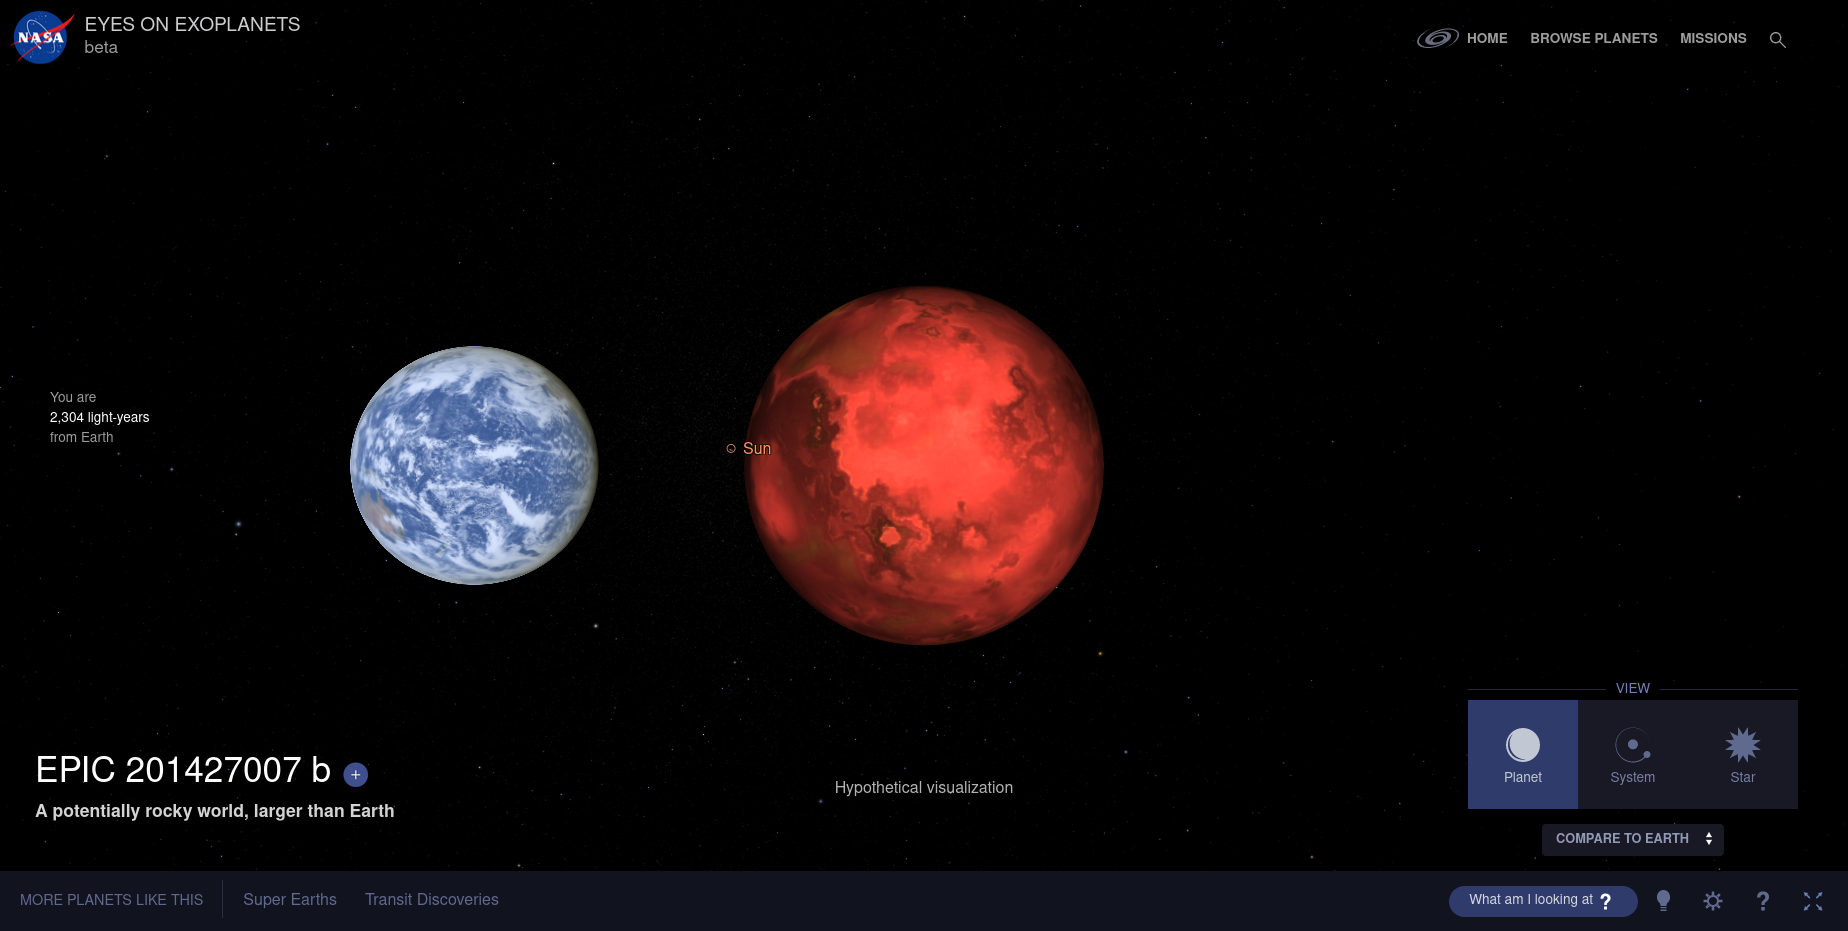 NASA
EYES ON EXOPLANETS
beta
HOME
BROWSE PLANETS
MISSIONS
You are
2,304 light-years
from Earth
Sun
EPIC 201427007 b +
A potentially rocky world, larger than Earth
Hypothetical visualization
VIEW
Planet
System
Star
COMPARE TO EARTH
MORE PLANETS LIKE THIS
Super Earths
Transit Discoveries
What am I looking at ?
?